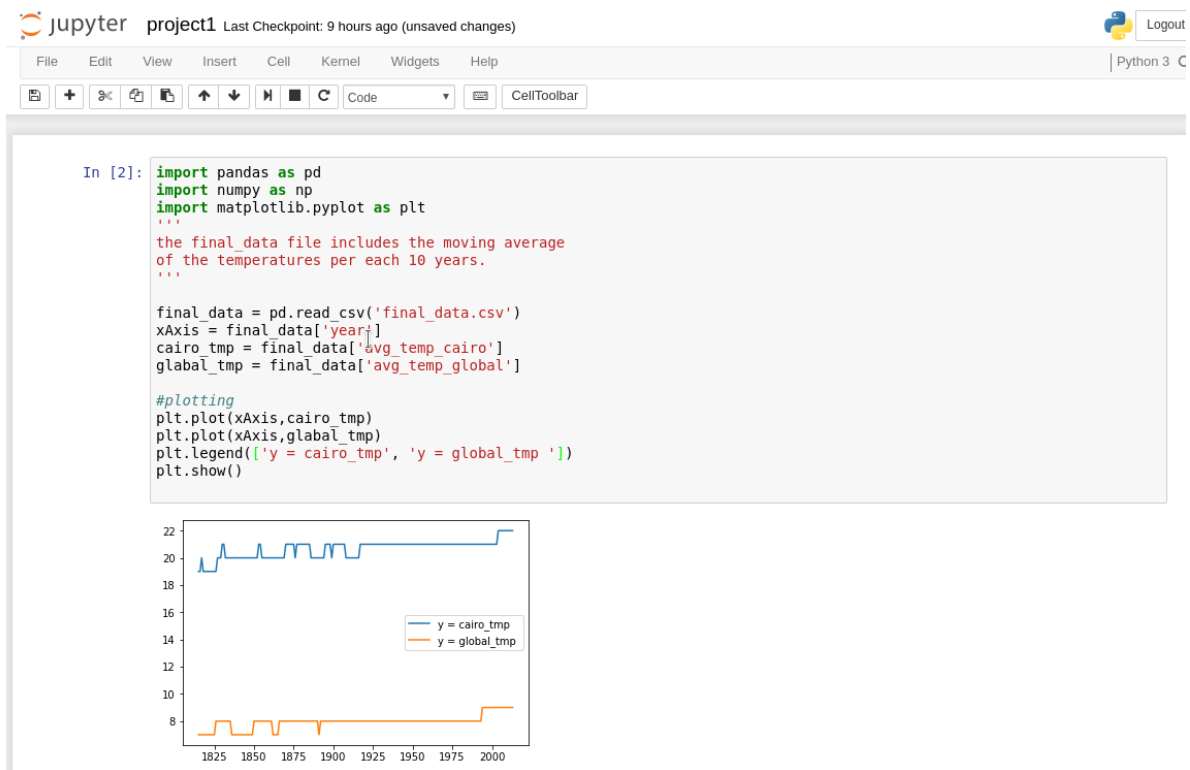 jupyter project1 Last Checkpoint: 9 hours ago (unsaved changes) Logout
File Edit View Insert Cell Kernel Widgets Help Python 3
Code CellToolbar
In [2]: import pandas as pd
import numpy as np
import matplotlib.pyplot as plt
'''
the final_data file includes the moving average
of the temperatures per each 10 years.
'''
final_data = pd.read_csv('final_data.csv')
xAxis = final_data['year']
cairo_tmp = final_data['avg_temp_cairo']
glabal_tmp = final_data['avg_temp_global']
#plotting
plt.plot(xAxis,cairo_tmp)
plt.plot(xAxis,glabal_tmp)
plt.legend(['y = cairo_tmp', 'y = global_tmp '])
plt.show()
22
20
18
16
y = cairo_tmp
14
y = global_tmp
12
10
8
1825 1850 1875 1900 1925 1950 1975 2000